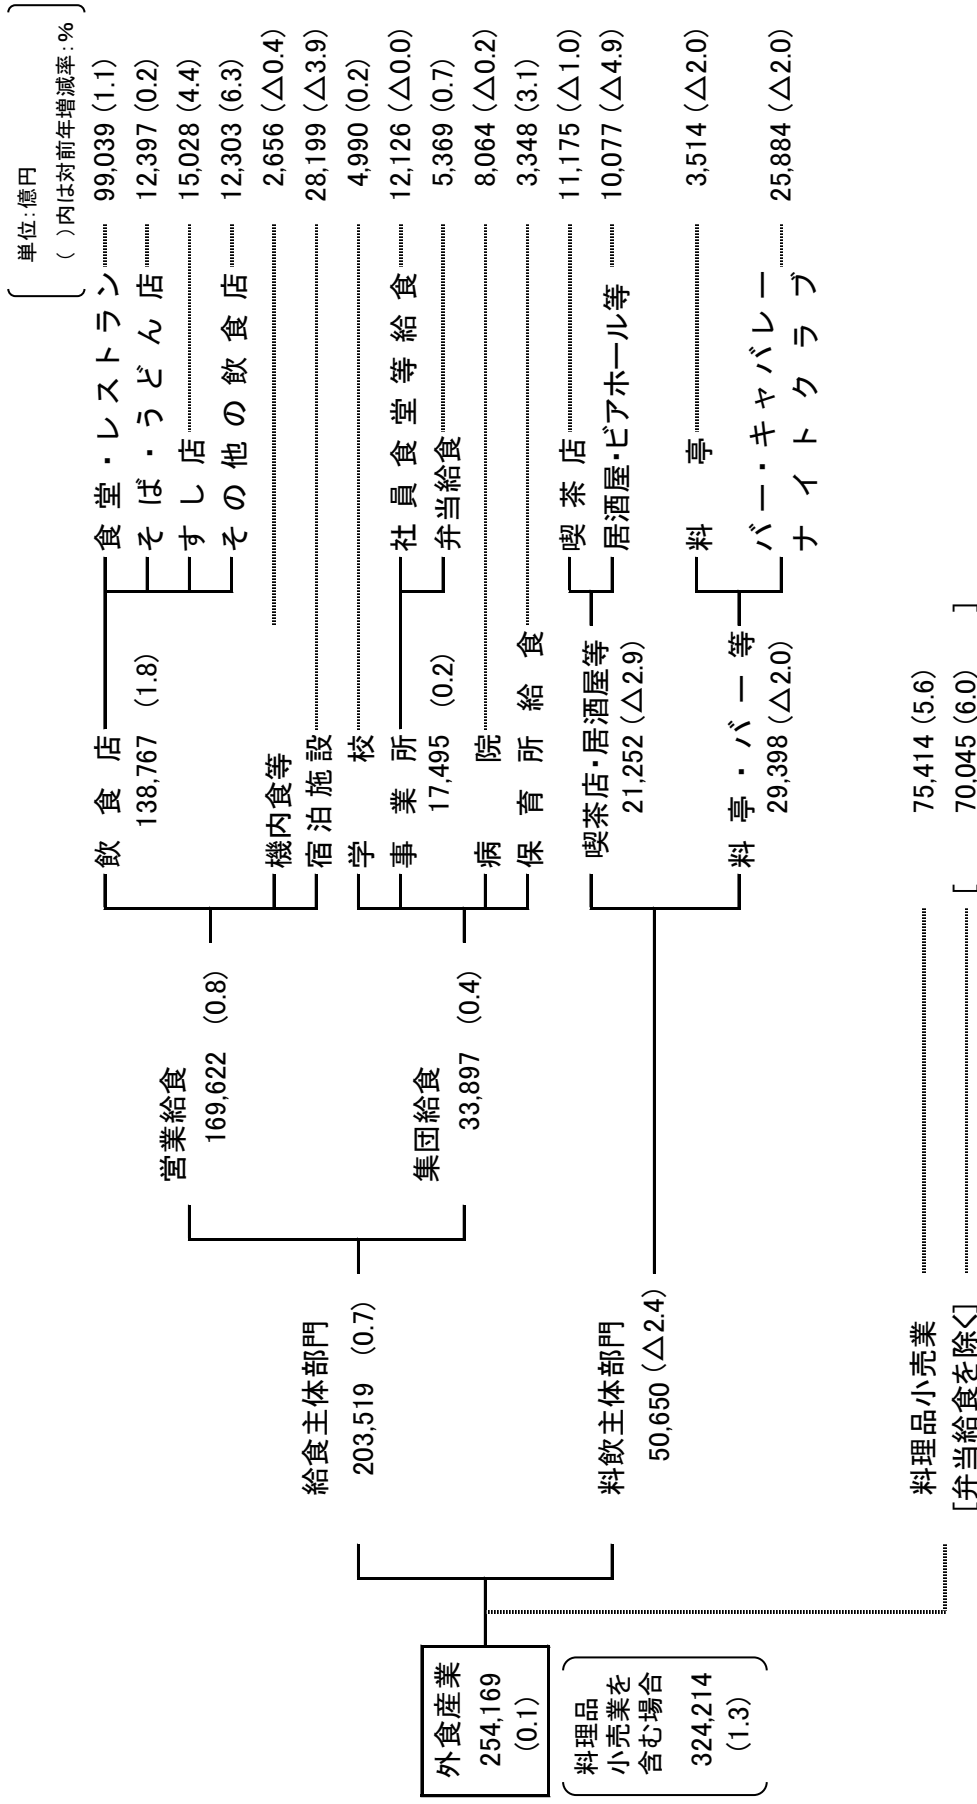 単位：億円
（ ）内は対前年増減率：％
外食産業
254,169
(0.1)
料理品
小売業を
含む場合
324,214
(1.3)
給食主体部門
203,519 (0.7)
営業給食
169,622 (0.8)
飲食店
138,767 (1.8)
食堂・レストラン 99,039 (1.1)
そば・うどん店 12,397 (0.2)
すし店 15,028 (4.4)
その他の飲食店 12,303 (6.3)
機内食等 2,656 (△0.4)
宿泊施設 28,199 (△3.9)
集団給食
33,897 (0.4)
学校 4,990 (0.2)
事業所
17,495 (0.2)
社員食堂等給食 12,126 (△0.0)
弁当給食 5,369 (0.7)
病院 8,064 (△0.2)
保育所給食 3,348 (3.1)
料飲主体部門
50,650 (△2.4)
喫茶店・居酒屋等
21,252 (△2.9)
喫茶店 11,175 (△1.0)
居酒屋・ビアホール等 10,077 (△4.9)
料亭・バー等
29,398 (△2.0)
料亭 3,514 (△2.0)
バー・キャバレー
ナイトクラブ 25,884 (△2.0)
料理品小売業 75,414 (5.6)
[弁当給食を除く] [ 70,045 (6.0) ]